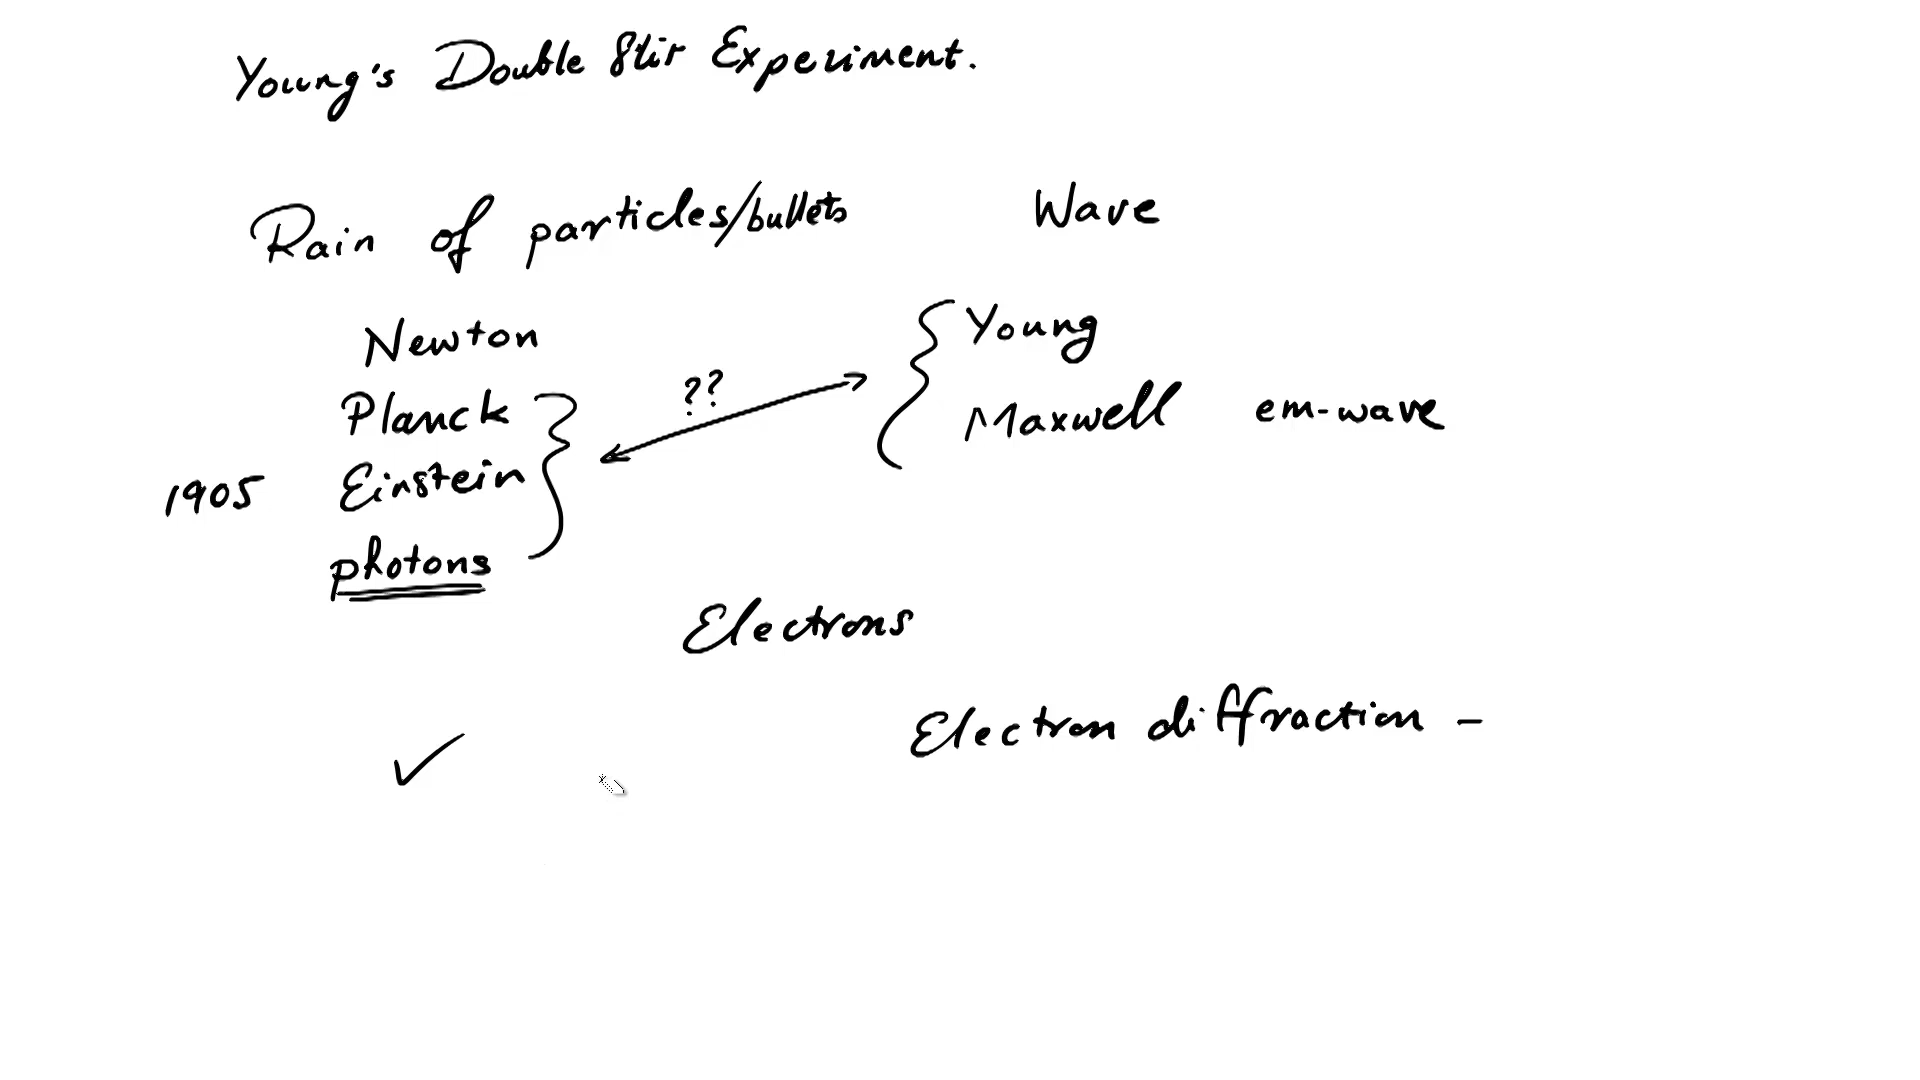 Young's Double Slit Experiment.
Rain of particles/bullets Wave
Newton Young
??
Planck Maxwell em-wave
1905 Einstein
photons
Electrons
Electron diffraction -